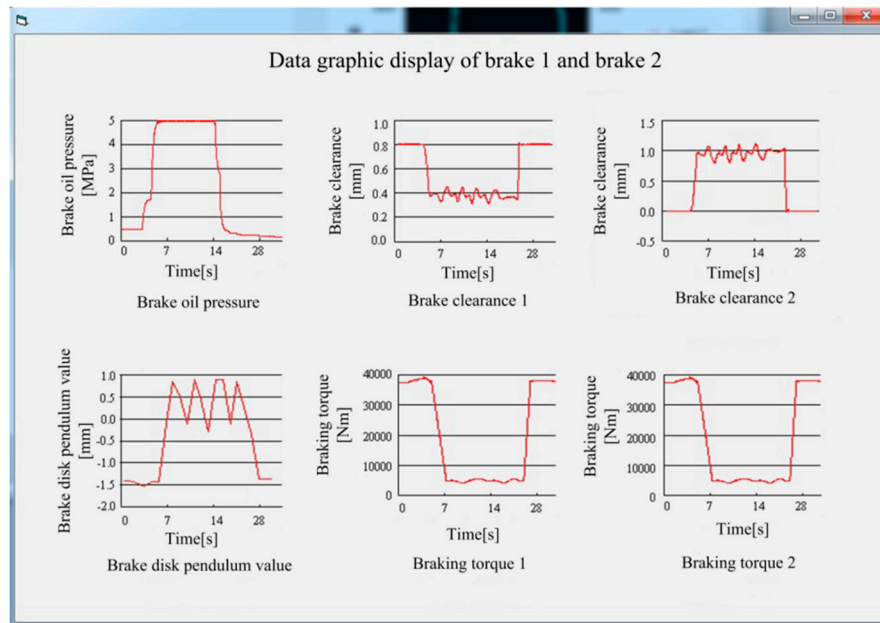 Data graphic display of brake 1 and brake 2
Brake oil pressure
[MPa]
5
4
3
2
1
0
0 7 14 28
Time[s]
Brake oil pressure
Brake clearance
[mm]
1.0
0.8
0.6
0.4
0.2
0.0
0 7 14 28
Time[s]
Brake clearance 1
Brake clearance
[mm]
1.5
1.0
0.5
0.0
-0.5
0 7 14 28
Time[s]
Brake clearance 2
Brake disk pendulum value
[mm]
1.0
0.5
0.0
-0.5
-1.0
-1.5
-2.0
0 7 14 28
Time[s]
Brake disk pendulum value
Braking torque
[Nm]
40000
30000
20000
10000
0
0 7 14 28
Time[s]
Braking torque 1
Braking torque
[Nm]
40000
30000
20000
10000
0
0 7 14 28
Time[s]
Braking torque 2